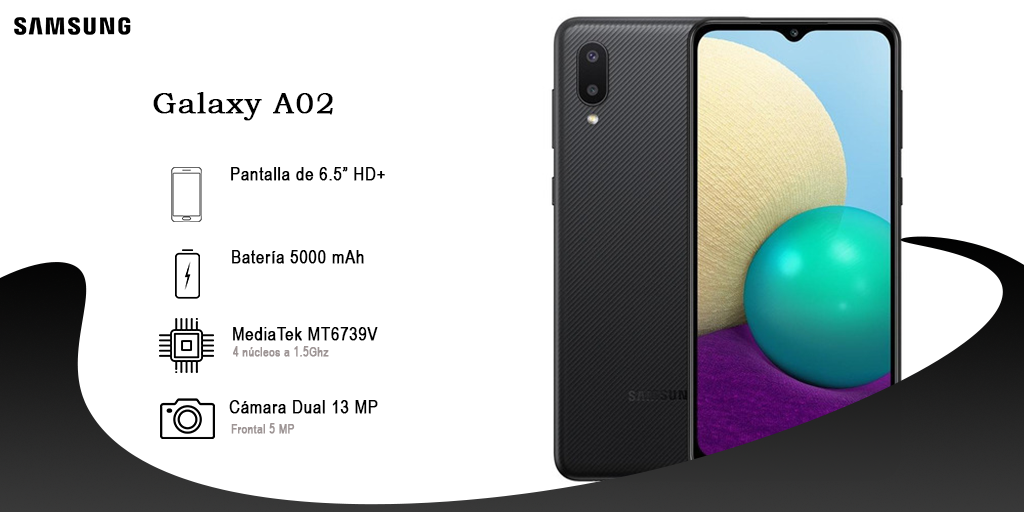 SAMSUNG
Galaxy A02
Pantalla de 6.5” HD+
Batería 5000 mAh
MediaTek MT6739V
4 núcleos a 1.5Ghz
Cámara Dual 13 MP
Frontal 5 MP
SAMSUN